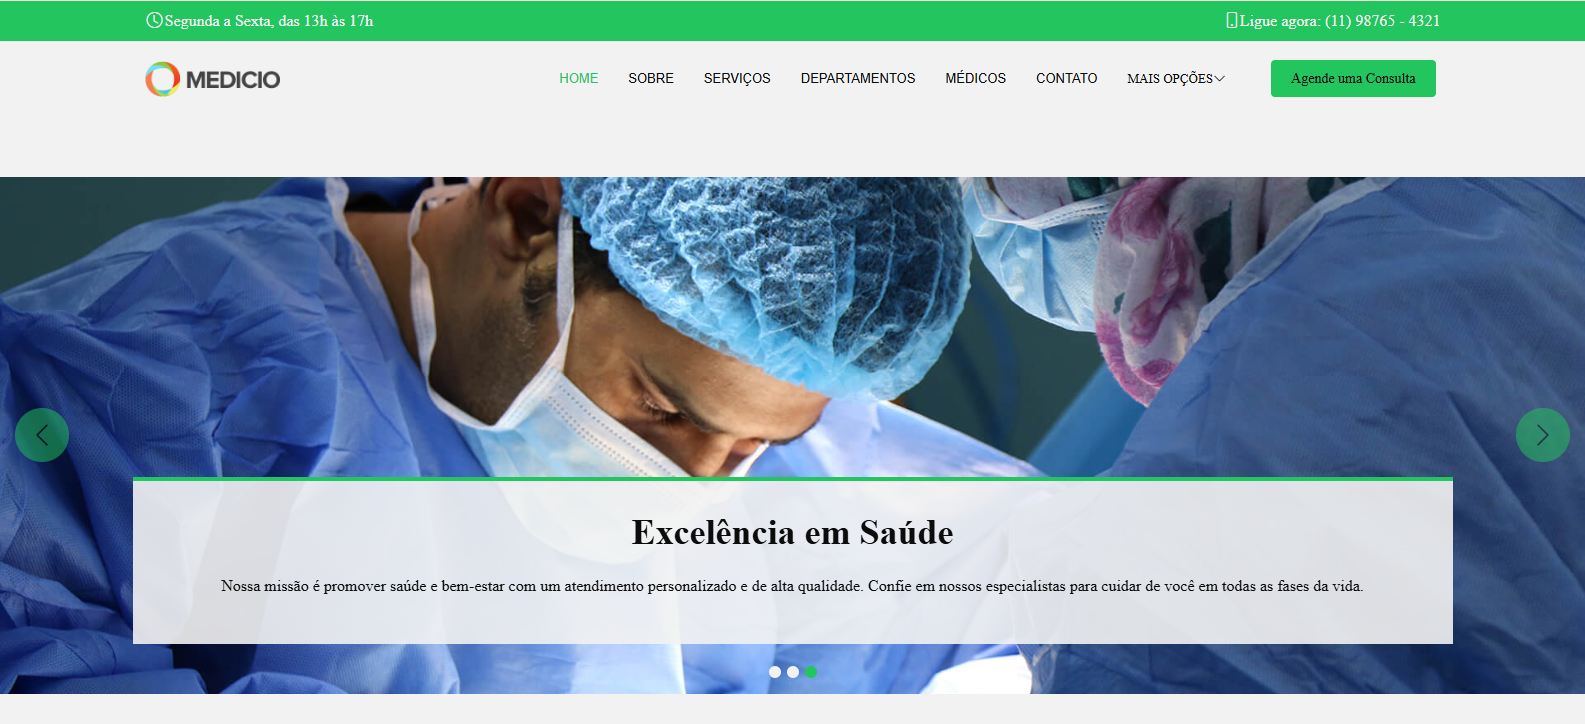 Segunda a Sexta, das 13h às 17h
Ligue agora: (11) 98765 - 4321
MEDICIO
HOME SOBRE SERVIÇOS DEPARTAMENTOS MÉDICOS CONTATO MAIS OPÇÕES
Agende uma Consulta
Excelência em Saúde
Nossa missão é promover saúde e bem-estar com um atendimento personalizado e de alta qualidade. Confie em nossos especialistas para cuidar de você em todas as fases da vida.